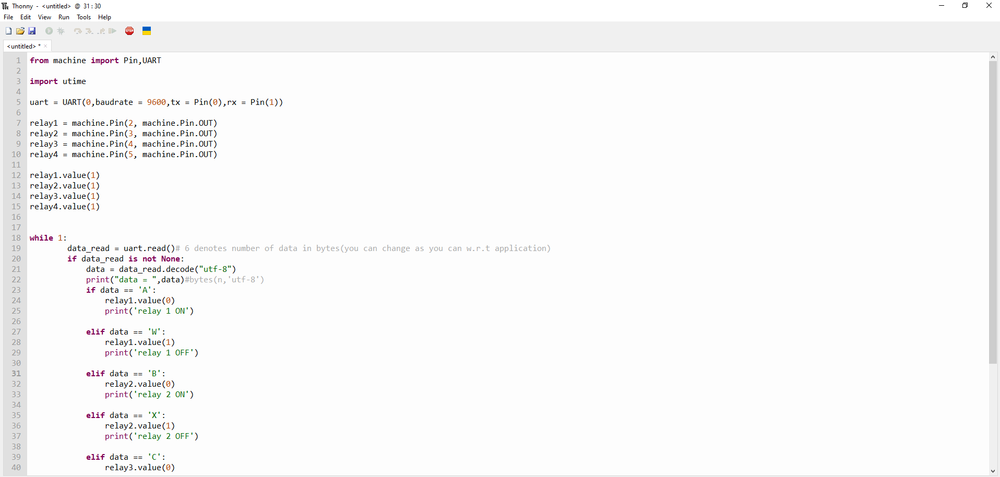 Thonny - <untitled> @ 31:30
File Edit View Run Tools Help
STOP
<untitled> * ×
1 from machine import Pin,UART
2
3 import utime
4
5 uart = UART(0,baudrate = 9600,tx = Pin(0),rx = Pin(1))
6
7 relay1 = machine.Pin(2, machine.Pin.OUT)
8 relay2 = machine.Pin(3, machine.Pin.OUT)
9 relay3 = machine.Pin(4, machine.Pin.OUT)
10 relay4 = machine.Pin(5, machine.Pin.OUT)
11
12 relay1.value(1)
13 relay2.value(1)
14 relay3.value(1)
15 relay4.value(1)
16
17
18 while 1:
19         data_read = uart.read()# 6 denotes number of data in bytes(you can change as you can w.r.t application)
20         if data_read is not None:
21             data = data_read.decode("utf-8")
22             print("data = ",data)#bytes(n,'utf-8')
23             if data == 'A':
24                 relay1.value(0)
25                 print('relay 1 ON')
26
27             elif data == 'W':
28                 relay1.value(1)
29                 print('relay 1 OFF')
30
31             elif data == 'B':
32                 relay2.value(0)
33                 print('relay 2 ON')
34
35             elif data == 'X':
36                 relay2.value(1)
37                 print('relay 2 OFF')
38
39             elif data == 'C':
40                 relay3.value(0)